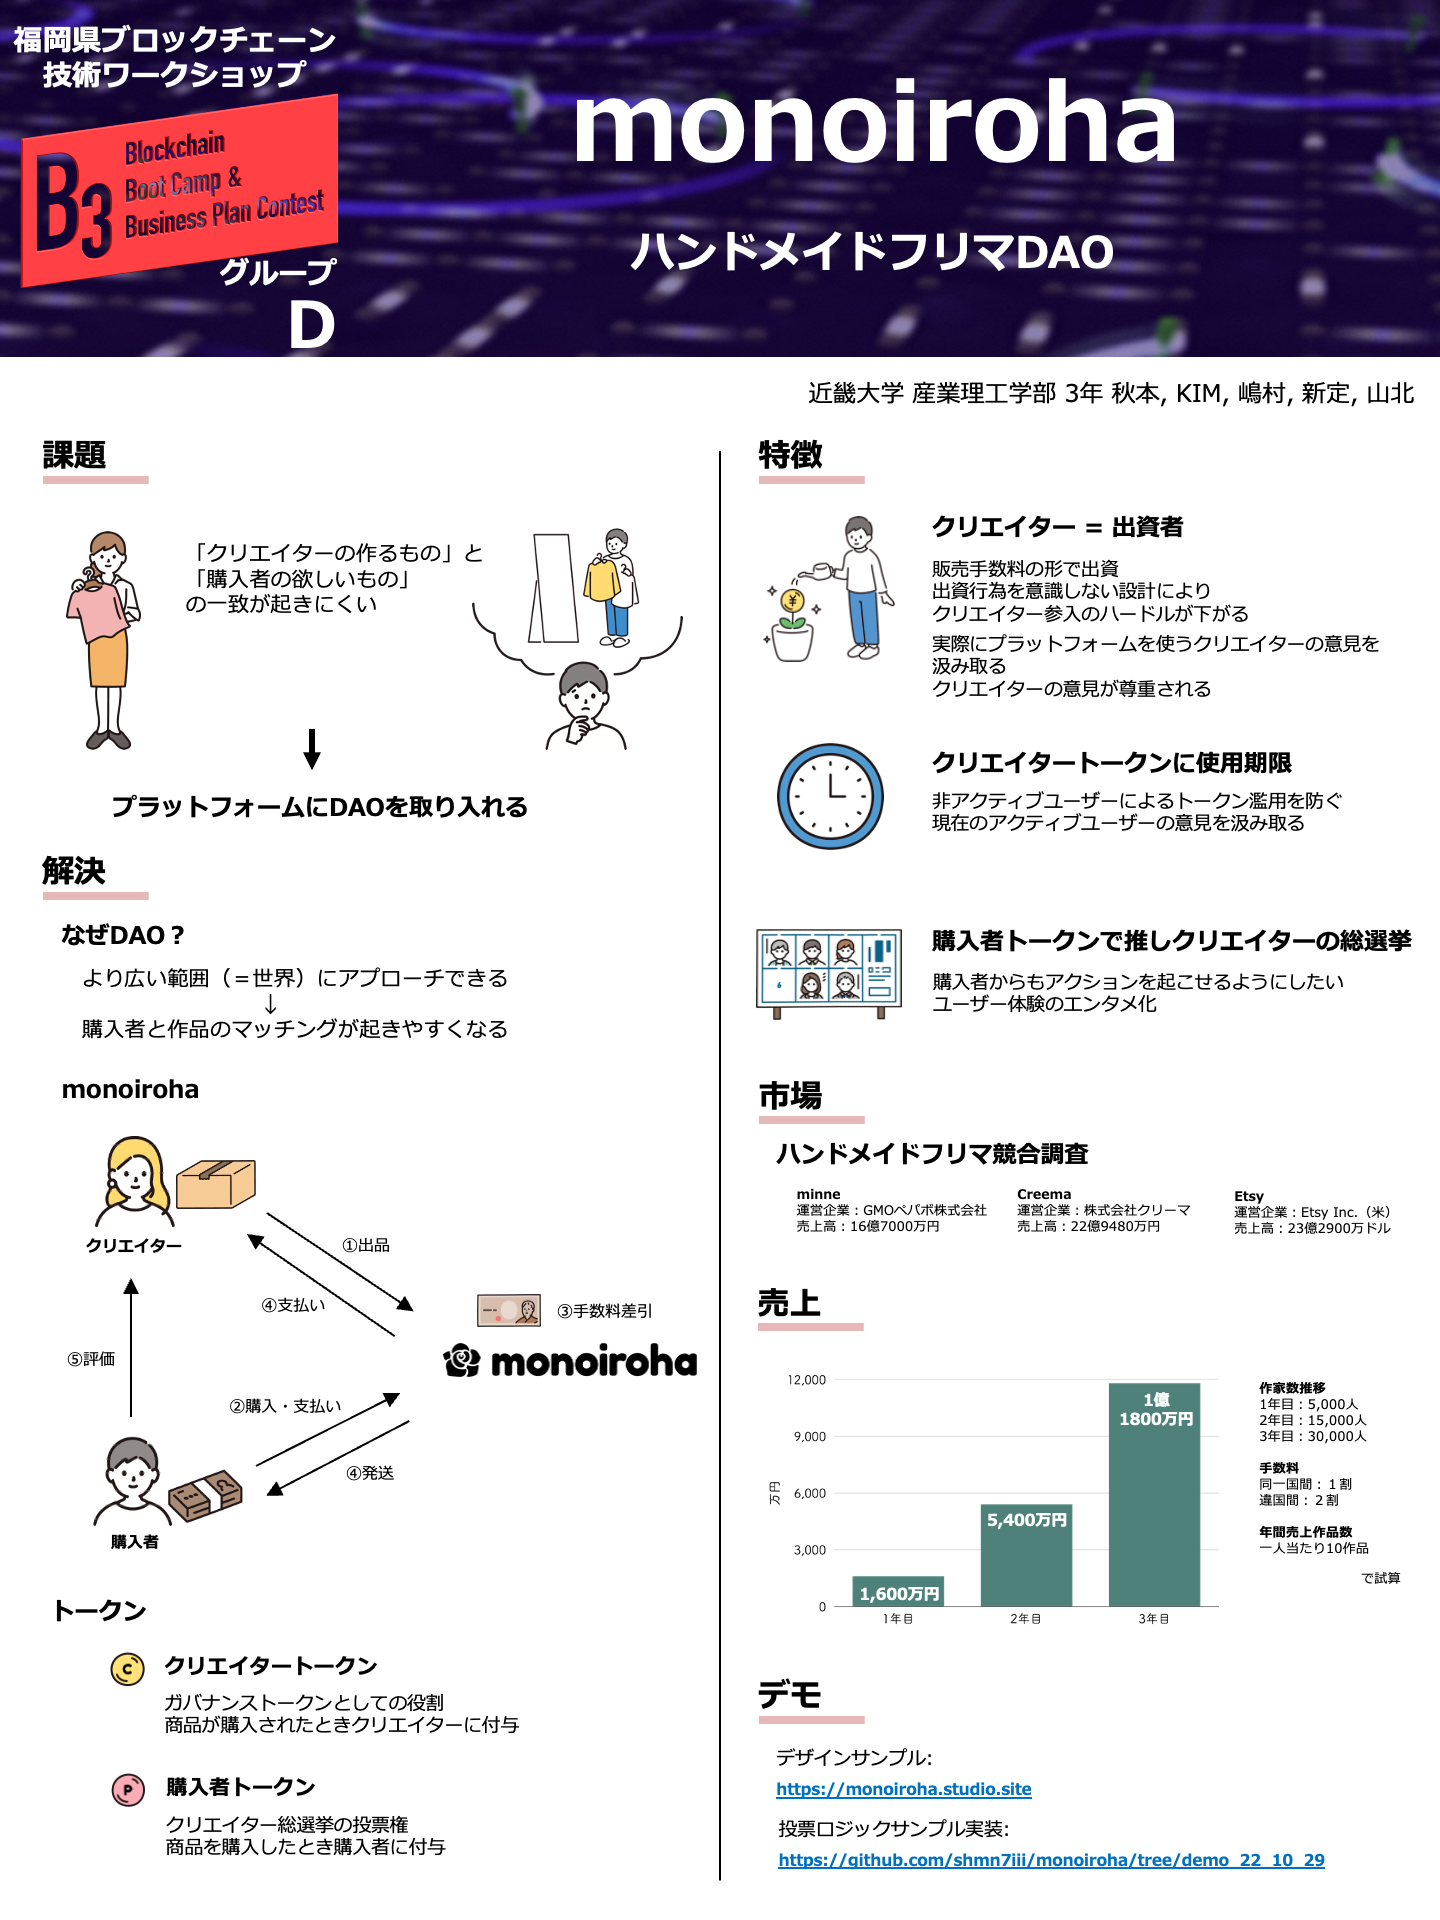 福岡県ブロックチェーン
技術ワークショップ
B3
Blockchain
Boot Camp &
Business Plan Contest
グループ
D
monoiroha
ハンドメイドフリマDAO
近畿大学 産業理工学部 3年 秋本, KIM, 嶋村, 新定, 山北
課題
「クリエイターの作るもの」と
「購入者の欲しいもの」
の一致が起きにくい
プラットフォームにDAOを取り入れる
解決
なぜDAO？
より広い範囲（＝世界）にアプローチできる
↓
購入者と作品のマッチングが起きやすくなる
monoiroha
クリエイター
①出品
④支払い
③手数料差引
monoiroha
⑤評価
②購入・支払い
④発送
購入者
トークン
C
クリエイタートークン
ガバナンストークンとしての役割
商品が購入されたときクリエイターに付与
P
購入者トークン
クリエイター総選挙の投票権
商品を購入したとき購入者に付与
特徴
クリエイター = 出資者
販売手数料の形で出資
出資行為を意識しない設計により
クリエイター参入のハードルが下がる
実際にプラットフォームを使うクリエイターの意見を
汲み取る
クリエイターの意見が尊重される
¥
クリエイタートークンに使用期限
非アクティブユーザーによるトークン濫用を防ぐ
現在のアクティブユーザーの意見を汲み取る
購入者トークンで推しクリエイターの総選挙
購入者からもアクションを起こせるようにしたい
ユーザー体験のエンタメ化
市場
ハンドメイドフリマ競合調査
minne
運営企業：GMOペパボ株式会社
売上高：16億7000万円
Creema
運営企業：株式会社クリーマ
売上高：22億9480万円
Etsy
運営企業：Etsy Inc.（米）
売上高：23億2900万ドル
売上
万円
12,000
9,000
6,000
3,000
0
1,600万円
5,400万円
1億
1800万円
1年目
2年目
3年目
作家数推移
1年目：5,000人
2年目：15,000人
3年目：30,000人
手数料
同一国間：１割
違国間：２割
年間売上作品数
一人当たり10作品
で試算
デモ
デザインサンプル:
https://monoiroha.studio.site
投票ロジックサンプル実装:
https://github.com/shmn7iii/monoiroha/tree/demo_22_10_29